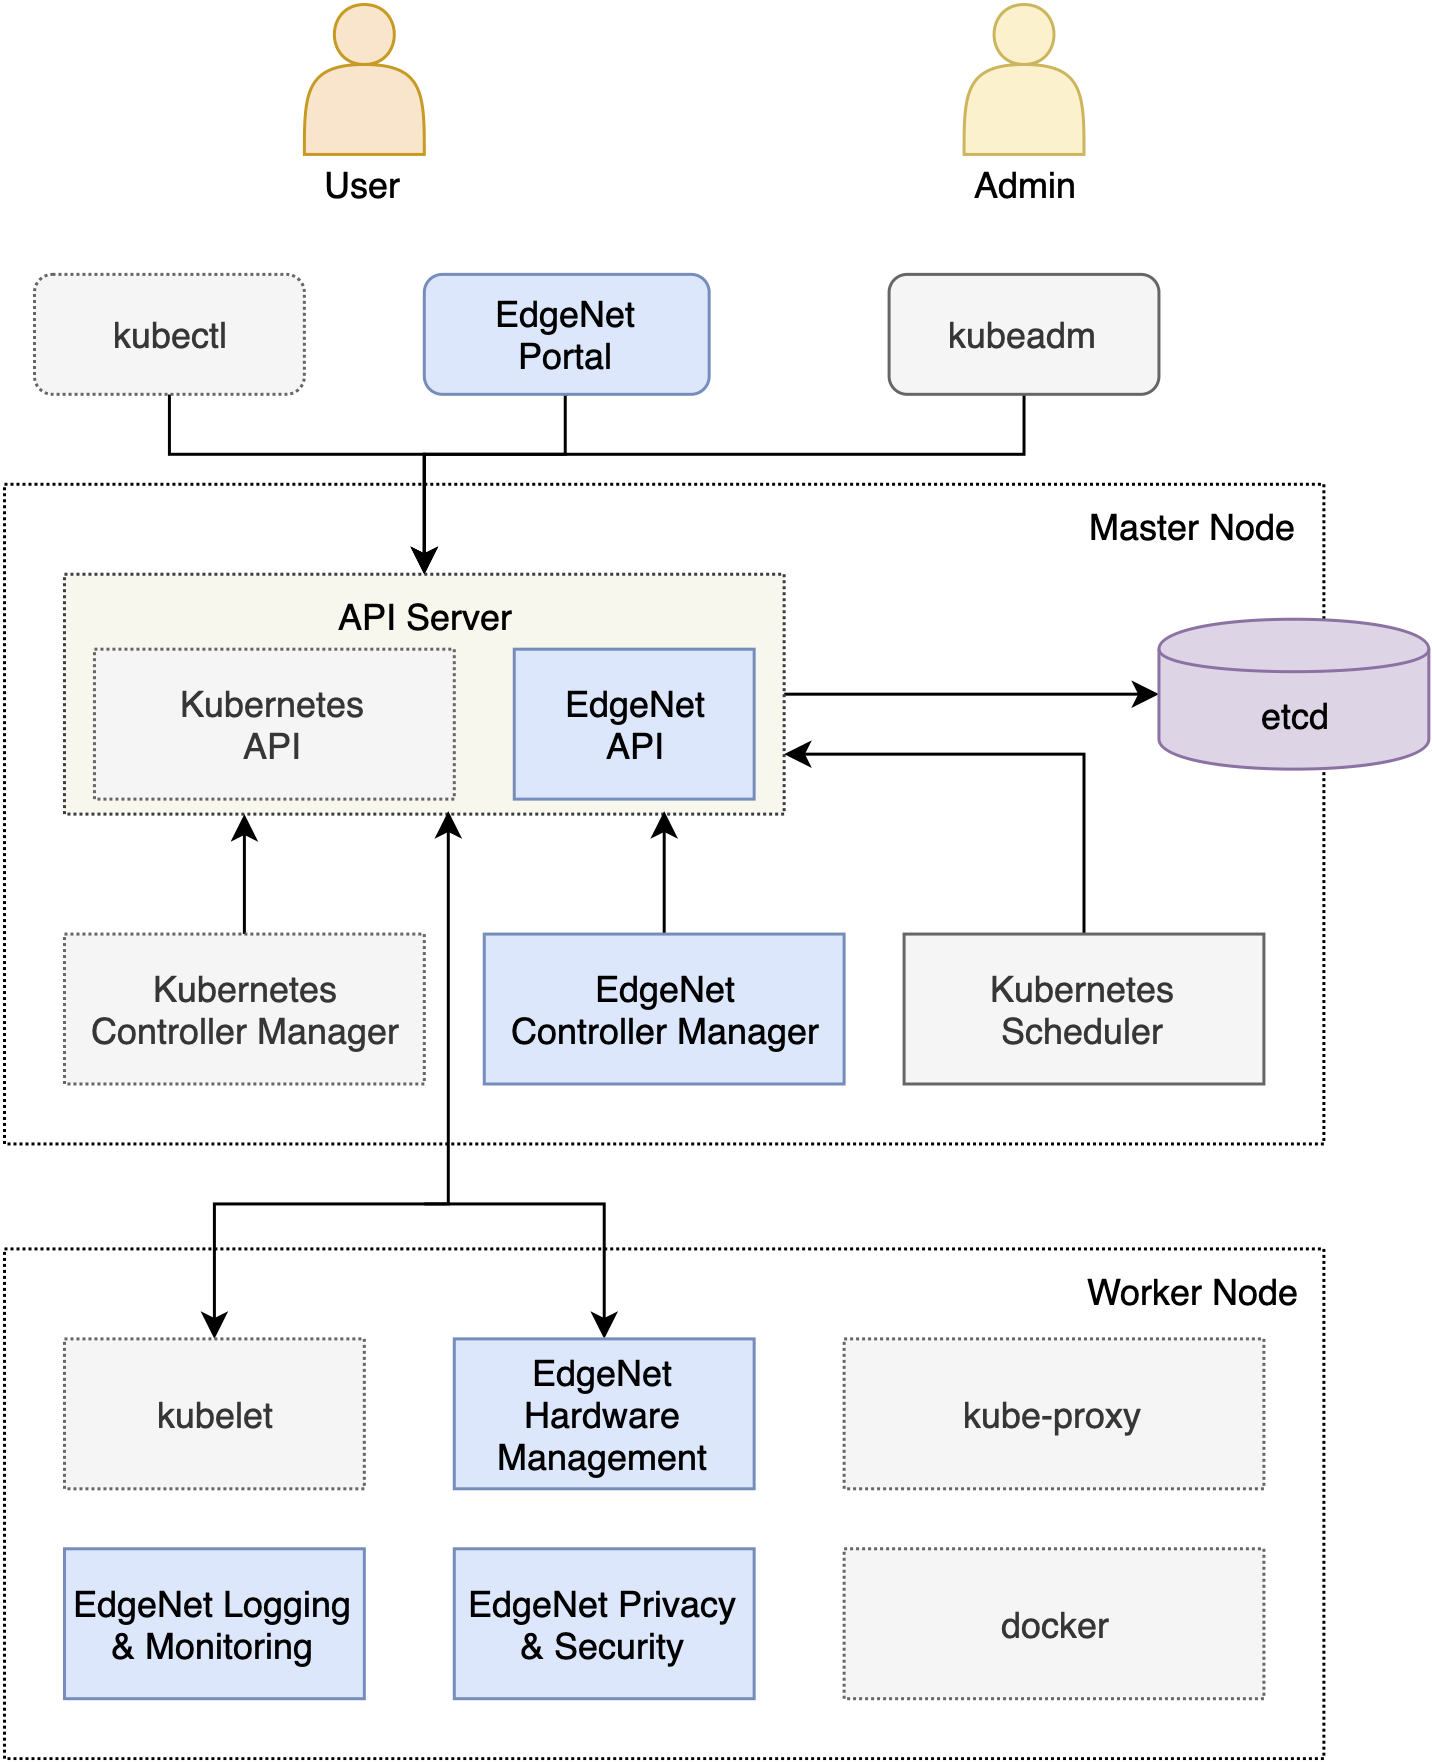 User
Admin
kubectl
EdgeNet
Portal
kubeadm
Master Node
API Server
Kubernetes
API
EdgeNet
API
etcd
Kubernetes
Controller Manager
EdgeNet
Controller Manager
Kubernetes
Scheduler
Worker Node
kubelet
EdgeNet
Hardware
Management
kube-proxy
EdgeNet Logging
& Monitoring
EdgeNet Privacy
& Security
docker